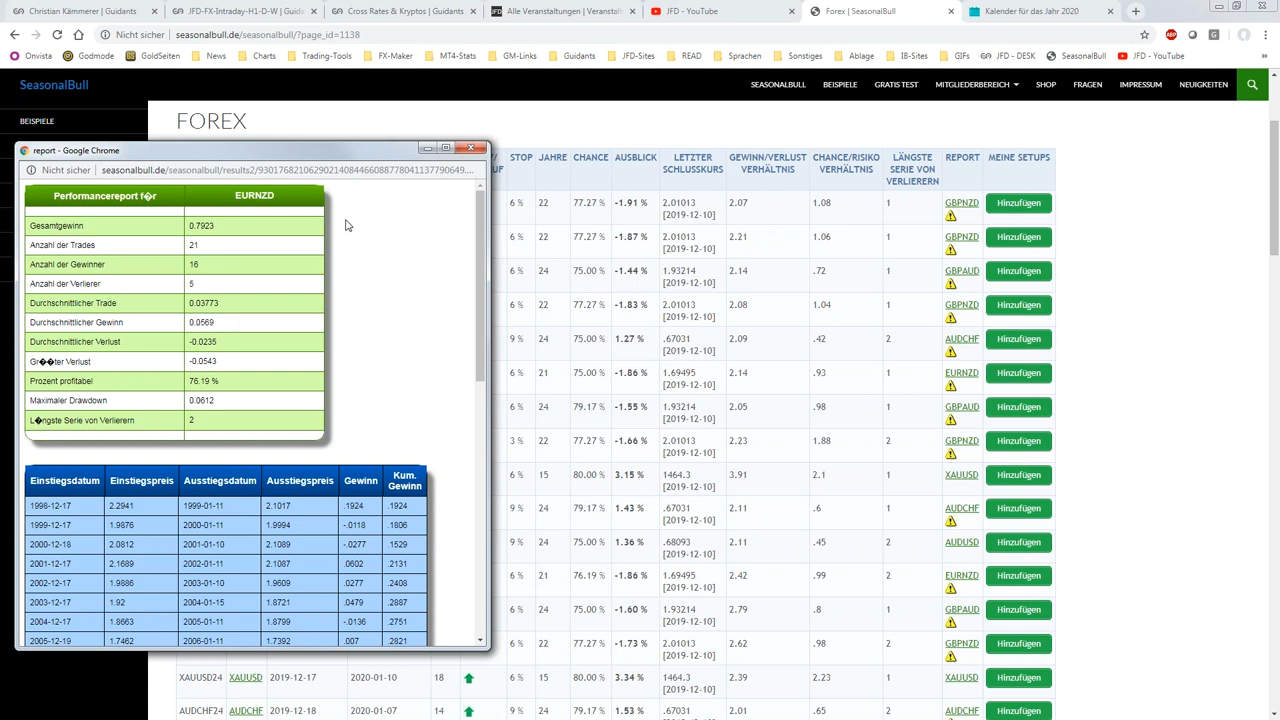 Christian Kämmerer | Guidants
JFD-FX-Intraday-H1-D-W | Guida
Cross Rates & Kryptos | Guidants
Alle Veranstaltungen | Veranstal
JFD - YouTube
Forex | SeasonalBull
Kalender für das Jahr 2020
Nicht sicher | seasonalbull.de/seasonalbull/?page_id=1138
Onvista
Godmode
GoldSeiten
News
Charts
Trading-Tools
FX-Maker
MT4-Stats
GM-Links
Guidants
JFD-Sites
READ
Sprachen
Sonstiges
Ablage
IB-Sites
GIFs
JFD - DESK
SeasonalBull
JFD - YouTube
»
SeasonalBull
SEASONALBULL
BEISPIELE
GRATIS TEST
MITGLIEDERBEREICH
SHOP
FRAGEN
IMPRESSUM
NEUIGKEITEN
BEISPIELE
FOREX
report - Google Chrome
Nicht sicher | seasonalbull.de/seasonalbull/results2/93017682106290214084466088778041137790649....
Performancereport f�r EURNZD
Gesamtgewinn 0.7923
Anzahl der Trades 21
Anzahl der Gewinner 16
Anzahl der Verlierer 5
Durchschnittlicher Trade 0.03773
Durchschnittlicher Gewinn 0.0569
Durchschnittlicher Verlust -0.0235
Gr��ter Verlust -0.0543
Prozent profitabel 76.19 %
Maximaler Drawdown 0.0612
L�ngste Serie von Verlierern 2
Einstiegsdatum Einstiegspreis Ausstiegsdatum Gewinn Kum. Gewinn
1998-12-17 2.2941 1999-01-11 2.1017 .1924 .1924
1999-12-17 1.9876 2000-01-11 1.9994 -.0118 .1806
2000-12-18 2.0812 2001-01-10 2.1089 -.0277 .1529
2001-12-17 2.1689 2002-01-11 2.1087 .0602 .2131
2002-12-17 1.9886 2003-01-10 1.9609 .0277 .2408
2003-12-17 1.92 2004-01-15 1.8721 .0479 .2887
2004-12-17 1.8663 2005-01-11 1.8799 -.0136 .2751
2005-12-19 1.7462 2006-01-11 1.7392 .007 .2821
STOP JAHRE CHANCE AUSBLICK LETZTER SCHLUSSKURS GEWINN/VERLUST VERHÄLTNIS CHANCE/RISIKO VERHÄLTNIS LÄNGSTE SERIE VON VERLIERERN REPORT MEINE SETUPS
6 % 22 77.27 % -1.91 % 2.01013 [2019-12-10] 2.07 1.08 1 GBPNZD Hinzufügen
6 % 22 77.27 % -1.87 % 2.01013 [2019-12-10] 2.21 1.06 1 GBPNZD Hinzufügen
6 % 24 75.00 % -1.44 % 1.93214 [2019-12-10] 2.14 .72 1 GBPAUD Hinzufügen
6 % 22 77.27 % -1.83 % 2.01013 [2019-12-10] 2.08 1.04 1 GBPNZD Hinzufügen
9 % 24 75.00 % 1.27 % .67031 [2019-12-10] 2.09 .42 2 AUDCHF Hinzufügen
6 % 21 75.00 % -1.86 % 1.69495 [2019-12-10] 2.14 .93 1 EURNZD Hinzufügen
6 % 24 75.00 % -1.55 % 1.93214 [2019-12-10] 2.05 .98 1 GBPAUD Hinzufügen
3 % 22 77.27 % -1.66 % 2.01013 [2019-12-10] 2.23 1.88 1 GBPNZD Hinzufügen
6 % 15 80.00 % 3.15 % 1464.3 [2019-12-10] 3.91 2.1 1 XAUUSD Hinzufügen
9 % 24 79.17 % 1.43 % .67031 [2019-12-10] 2.11 .6 1 AUDCHF Hinzufügen
9 % 24 75.00 % 1.36 % .68093 [2019-12-10] 2.11 .45 2 AUDUSD Hinzufügen
6 % 21 76.19 % -1.86 % 1.69495 [2019-12-10] 2.42 .99 2 EURNZD Hinzufügen
6 % 24 75.00 % -1.60 % 1.93214 [2019-12-10] 2.79 .8 1 GBPAUD Hinzufügen
6 % 22 77.27 % -1.73 % 2.01013 [2019-12-10] 2.62 .98 1 GBPNZD Hinzufügen
XAUUSD24 XAUUSD 2019-12-17 2020-01-10 18 6 % 15 80.00 % 3.34 % 1464.3 [2019-12-10] 2.39 2.23 1 XAUUSD Hinzufügen
AUDCHF24 AUDCHF 2019-12-18 2020-01-07 14 9 % 24 79.17 % 1.53 % .67031 2.01 .65 2 AUDCHF Hinzufügen